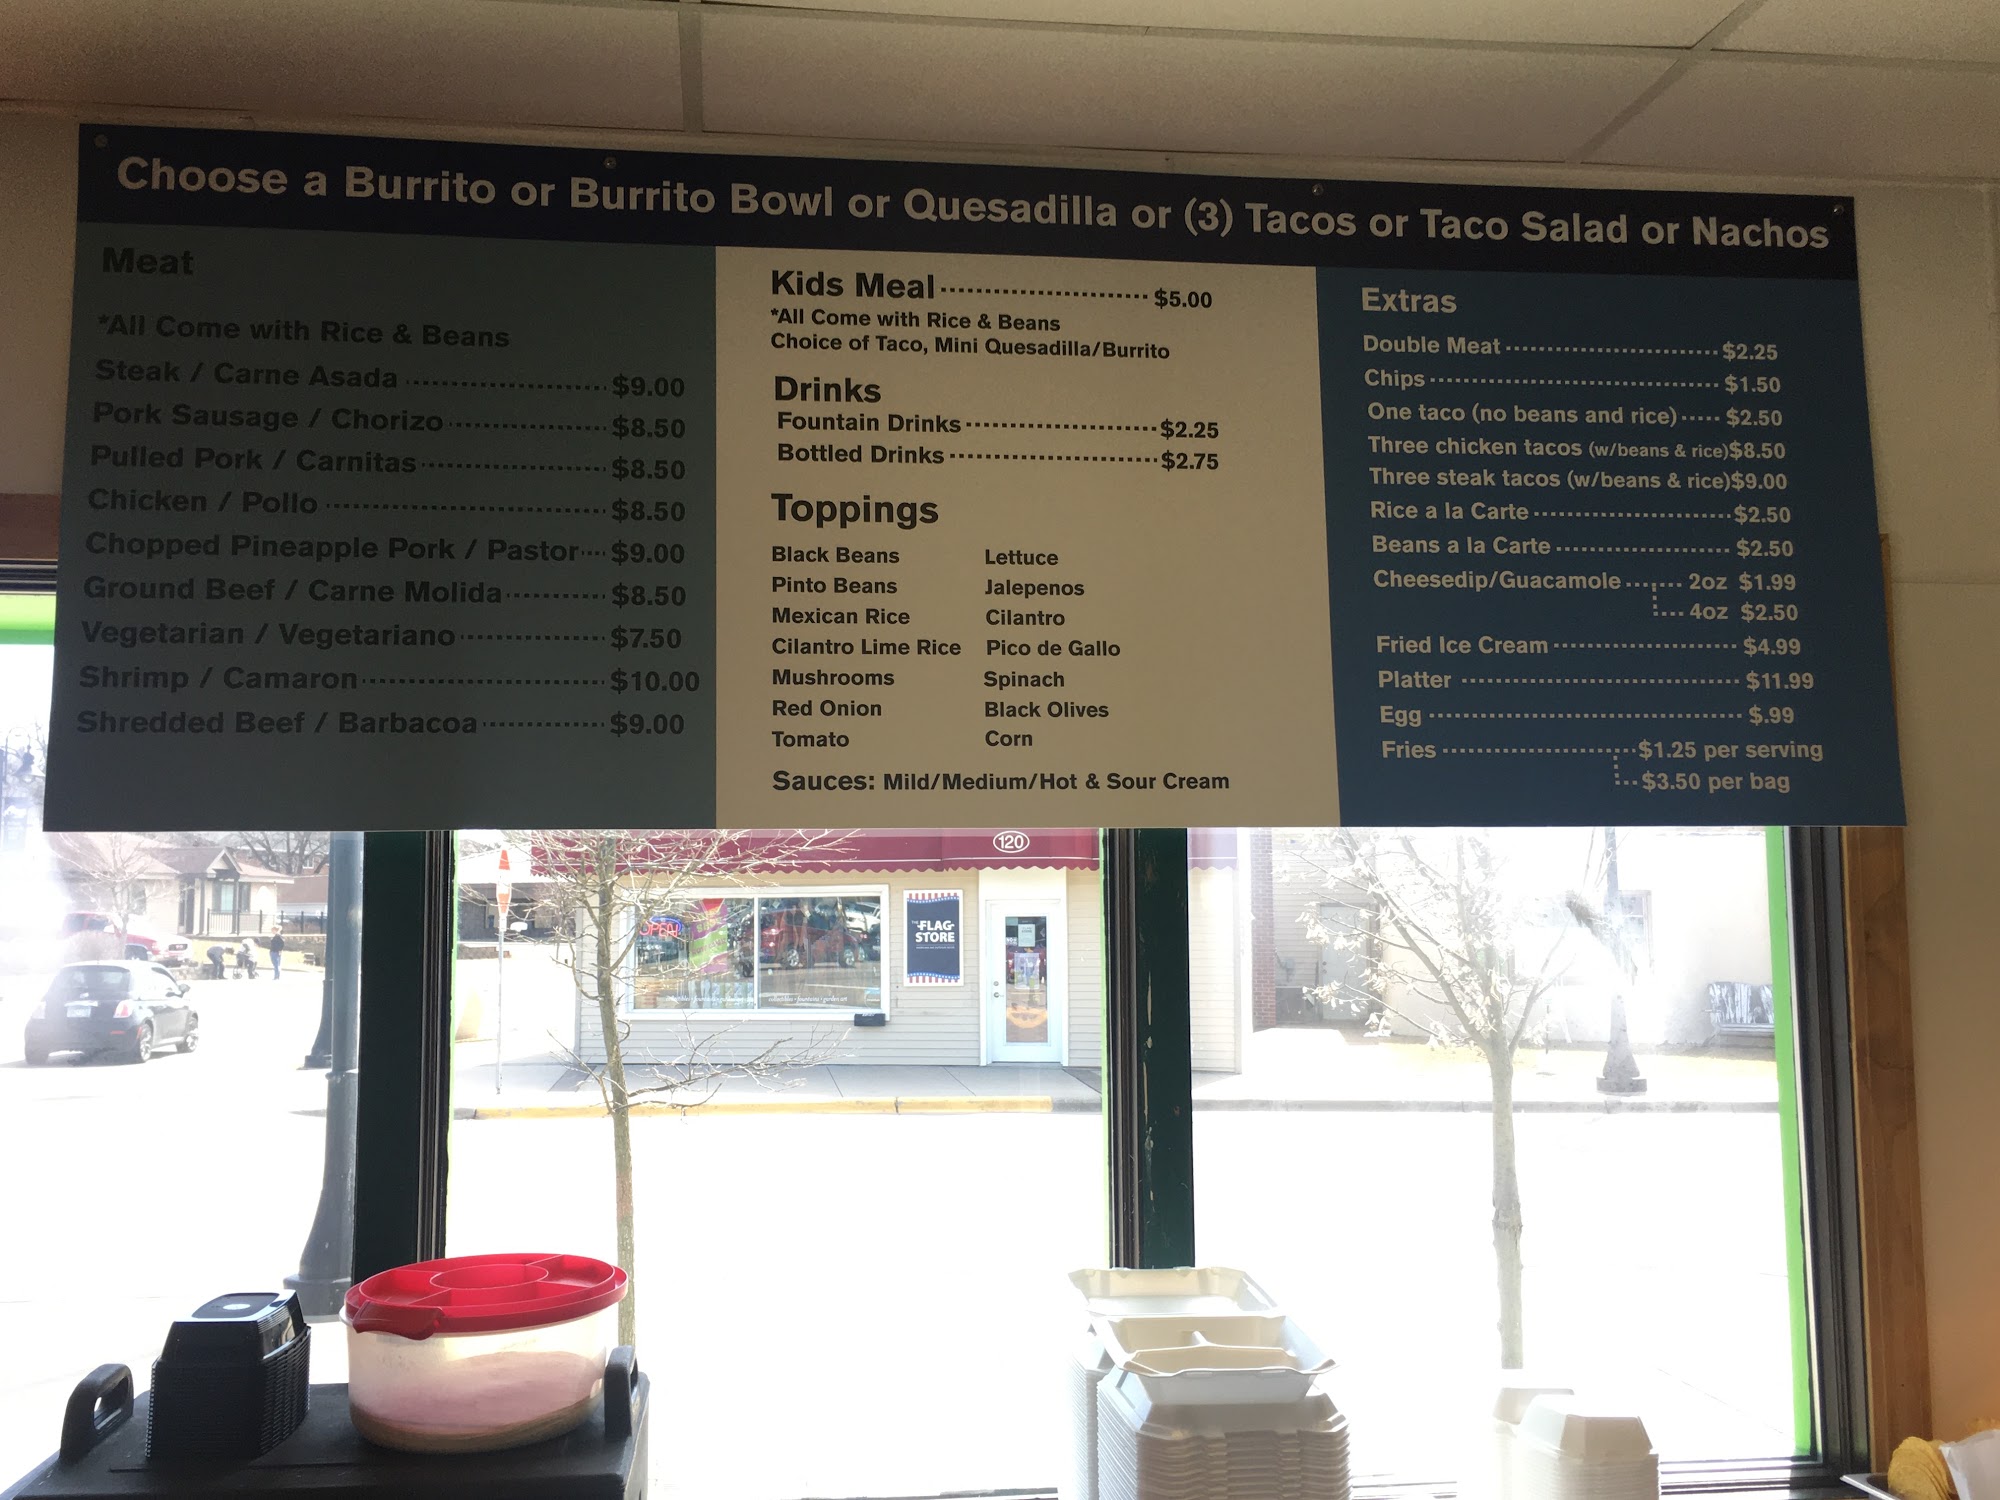 Choose a Burrito or Burrito Bowl or Quesadilla or (3) Tacos or Taco Salad or Nachos
Meat
*All Come with Rice & Beans
Steak / Carne Asada $9.00
Pork Sausage / Chorizo $8.50
Pulled Pork / Carnitas $8.50
Chicken / Pollo $8.50
Chopped Pineapple Pork / Pastor $9.00
Ground Beef / Carne Molida $8.50
Vegetarian / Vegetariano $7.50
Shrimp / Camaron $10.00
Shredded Beef / Barbacoa $9.00
Kids Meal $5.00
*All Come with Rice & Beans
Choice of Taco, Mini Quesadilla/Burrito
Drinks
Fountain Drinks $2.25
Bottled Drinks $2.75
Toppings
Black Beans Lettuce
Pinto Beans Jalepenos
Mexican Rice Cilantro
Cilantro Lime Rice Pico de Gallo
Mushrooms Spinach
Red Onion Black Olives
Tomato Corn
Sauces: Mild/Medium/Hot & Sour Cream
Extras
Double Meat $2.25
Chips $1.50
One taco (no beans and rice) $2.50
Three chicken tacos (w/beans & rice) $8.50
Three steak tacos (w/beans & rice) $9.00
Rice a la Carte $2.50
Beans a la Carte $2.50
Cheesedip/Guacamole 2oz $1.99
4oz $2.50
Fried Ice Cream $4.99
Platter $11.99
Egg $.99
Fries $1.25 per serving
$3.50 per bag
120
OPEN
THE FLAG
STORE
collectibles • fountains • garden art